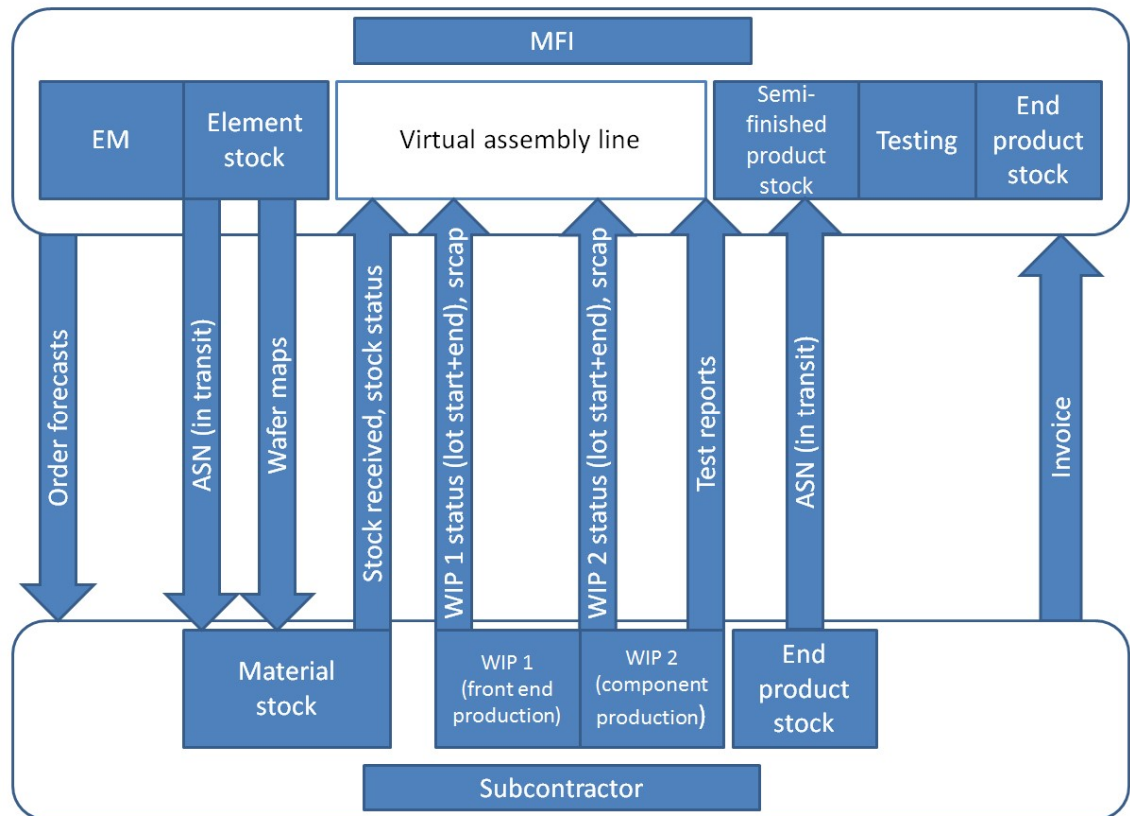 MFI
EM
Element
stock
Virtual assembly line
Semi-
finished
product
stock
Testing
End
product
stock
Order forecasts
ASN (in transit)
Wafer maps
Stock received, stock status
WIP 1 status (lot start+end), srcap
WIP 2 status (lot start+end), srcap
Test reports
ASN (in transit)
Invoice
Material
stock
WIP 1
(front end
production)
WIP 2
(component
production)
End
product
stock
Subcontractor